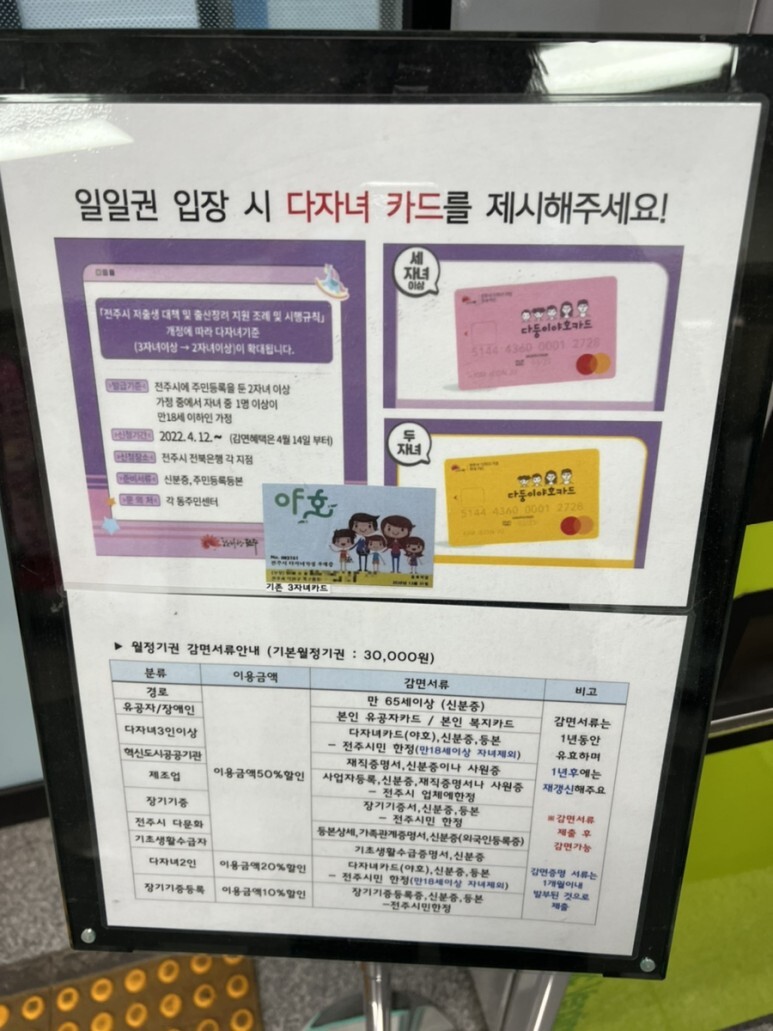 일일권 입장 시 다자녀 카드를 제시해주세요!
다둥이
「전주시 저출생 대책 및 출산장려 지원 조례 및 시행규칙」
개정에 따라 다자녀기준
(3자녀이상 → 2자녀이상)이 확대됩니다.
발급기준 전주시에 주민등록을 둔 2자녀 이상
가정 중에서 자녀 중 1명 이상이
만18세 이하인 가정
신청기간 2022. 4. 12. ~ (감면혜택은 4월 14일 부터)
신청장소 전주시 전북은행 각 지점
준비서류 신분증, 주민등록등본
문의처 각 동주민센터
세
자녀
이상
다둥이야호카드
5144 4360 0001 2728
두
자녀
다둥이야호카드
5144 4360 0001 2728
야호
기존 3자녀카드
▶ 월정기권 감면서류안내 (기본월정기권 : 30,000원)
분류 이용금액 감면서류 비고
경로 만 65세이상 (신분증)
유공자/장애인 본인 유공자카드 / 본인 복지카드
다자녀3인이상 다자녀카드(야호),신분증,등본
- 전주시민 한정(만18세이상 자녀제외)
혁신도시공공기관 재직증명서,신분증이나 사원증
제조업 사업자등록,신분증,재직증명서나 사원증
- 전주시 업체에한정
장기기증 장기기증서,신분증,등본
- 전주시민 한정
전주시 다문화 등본상세,가족관계증명서,신분증(외국인등록증)
기초생활수급자 기초생활수급증명서,신분증
이용금액50%할인
다자녀2인 이용금액20%할인 다자녀카드(야호),신분증,등본
- 전주시민 한정(만18세이상 자녀제외)
장기기증등록 이용금액10%할인 장기기증등록증,신분증,등본
-전주시민한정
감면서류는
1년동안
유효하며
1년후에는
재갱신해주요
※감면서류
제출 후
감면가능
감면증명 서류는
1개월이내
발부된 것으로
제출